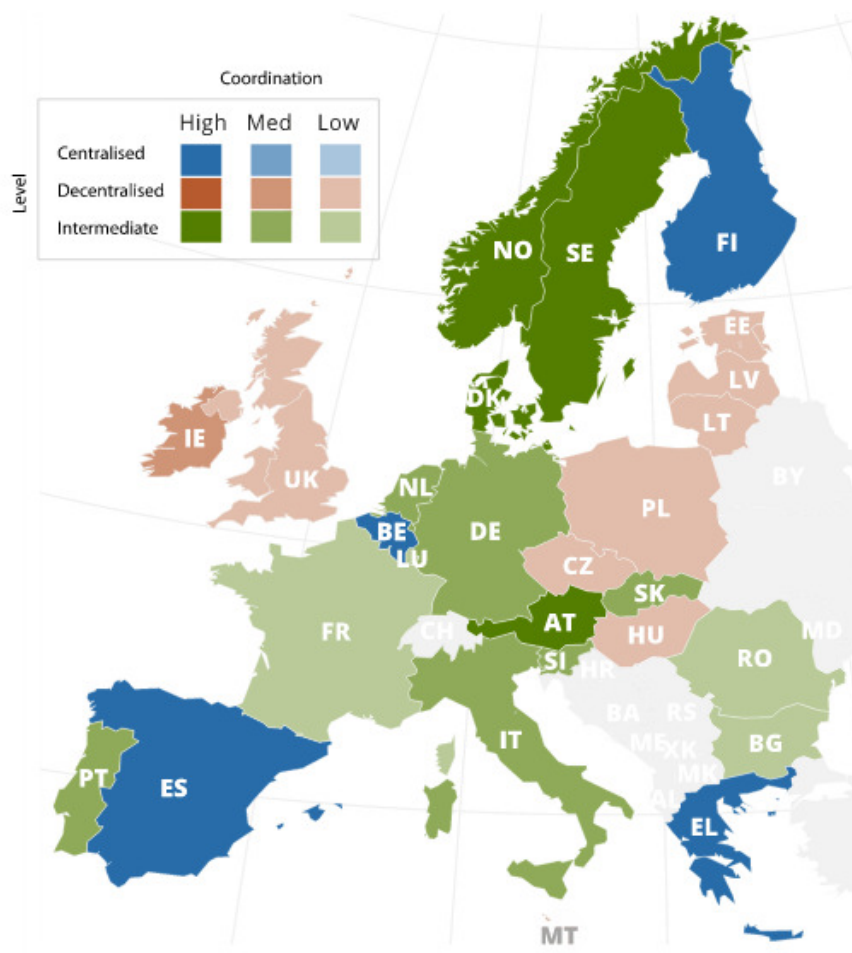 Coordination
High Med Low
Level
Centralised
Decentralised
Intermediate
NO
SE
FI
EE
LV
LT
DK
IE
UK
NL
BY
PL
BE
DE
LU
CZ
SK
AT
FR
CH
HU
MD
SI
HR
RO
BA
RS
IT
ME
XK
BG
MK
PT
ES
AL
EL
MT